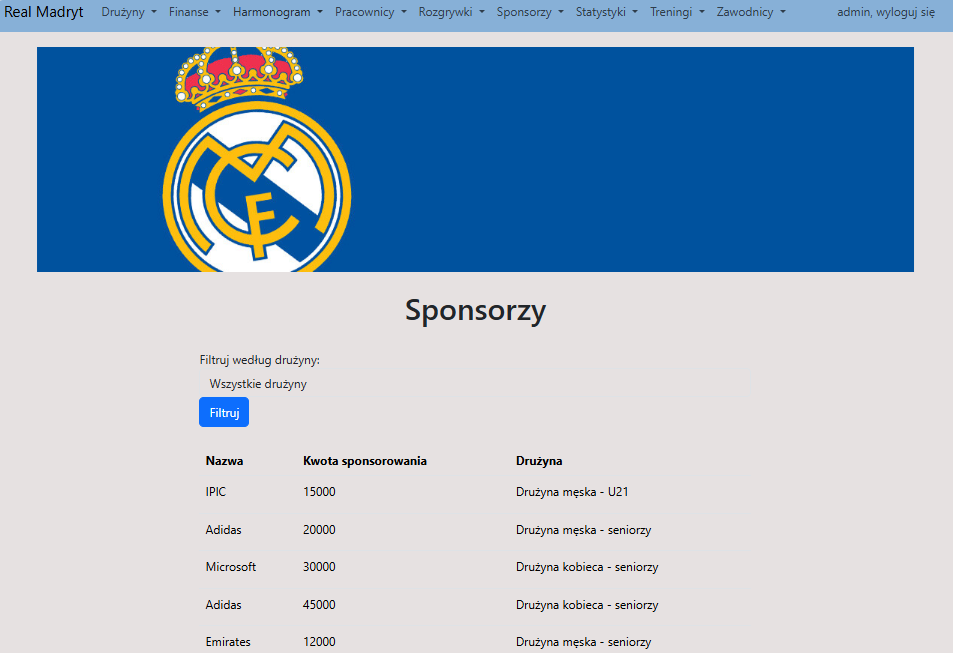 Real Madryt Drużyny Finanse Harmonogram Pracownicy Rozgrywki Sponsorzy Statystyki Treningi Zawodnicy admin, wyloguj się
Sponsorzy
Filtruj według drużyny:
Wszystkie drużyny
Filtruj
Nazwa Kwota sponsorowania Drużyna
IPIC 15000 Drużyna męska - U21
Adidas 20000 Drużyna męska - seniorzy
Microsoft 30000 Drużyna kobieca - seniorzy
Adidas 45000 Drużyna kobieca - seniorzy
Emirates 12000 Drużyna męska - seniorzy